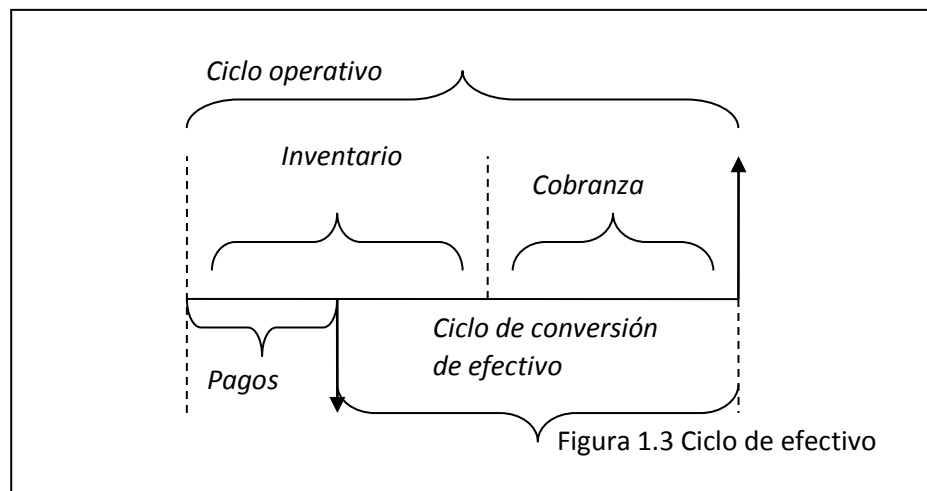 Ciclo operativo
Inventario
Cobranza
Ciclo de conversión
de efectivo
Pagos
Figura 1.3 Ciclo de efectivo